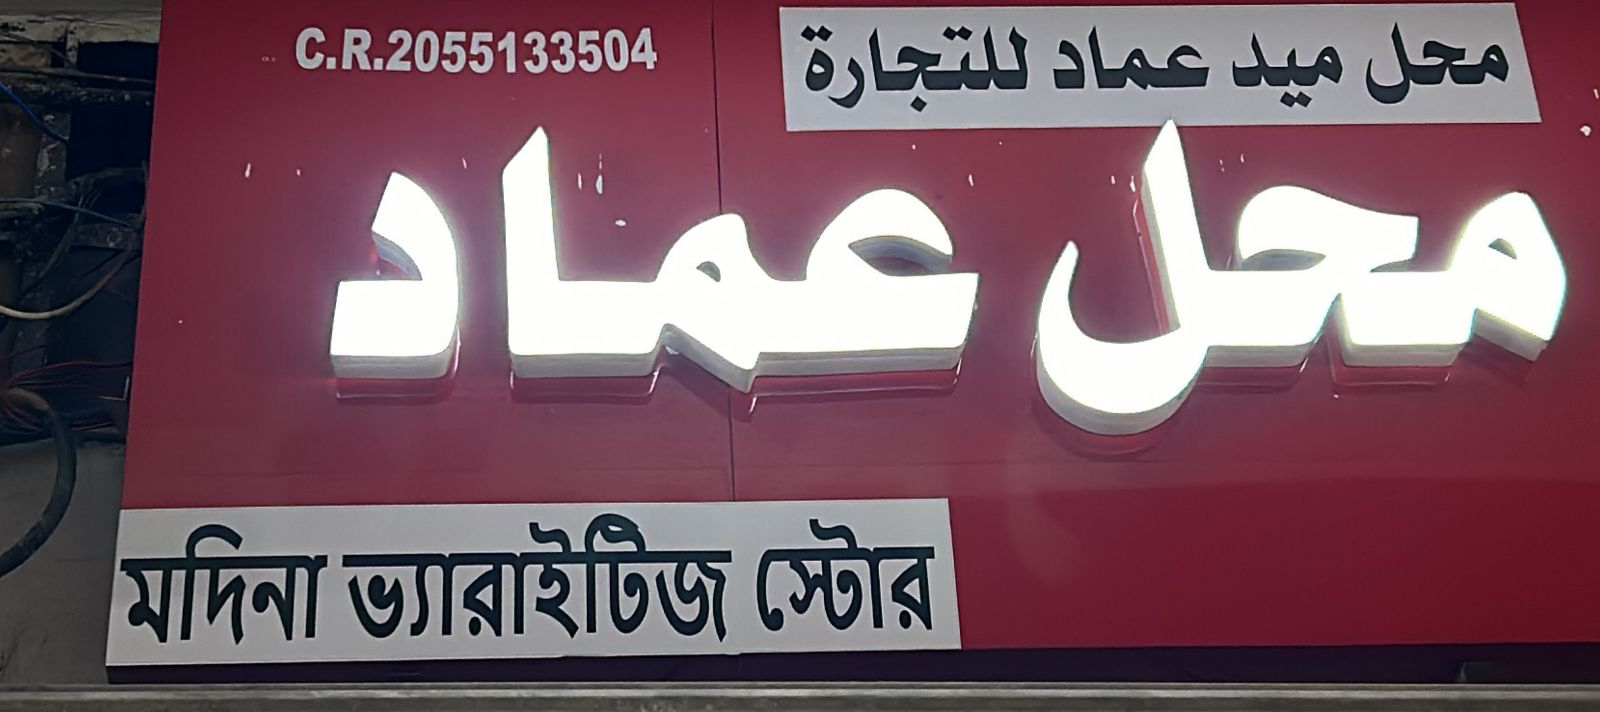 C.R.2055133504
محل ميد عماد للتجارة
محل عماد
মদিনা ভ্যারাইটিজ স্টোর